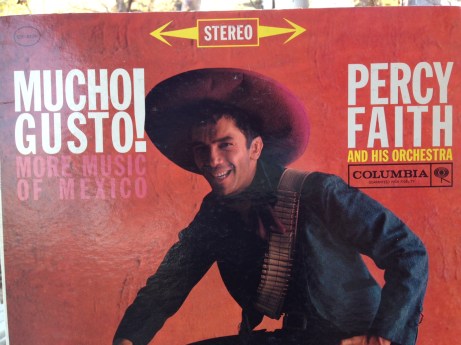 STEREO
MUCHO
GUSTO!
MORE MUSIC
OF MEXICO
PERCY
FAITH
AND HIS ORCHESTRA
COLUMBIA